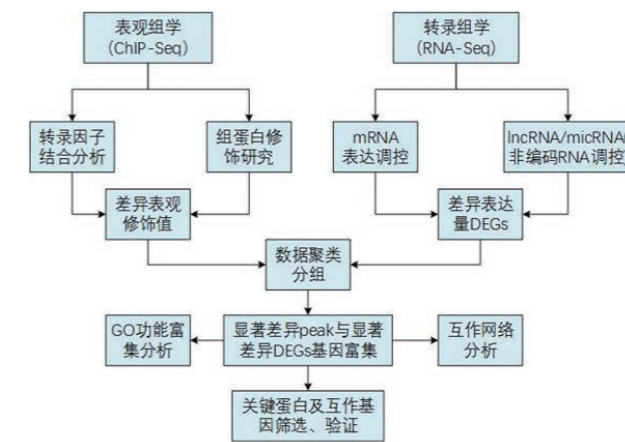 表观组学
(ChIP-Seq)
转录组学
(RNA-Seq)
转录因子
结合分析
组蛋白修
饰研究
mRNA
表达调控
lncRNA/micRNA/
非编码RNA调控
差异表观
修饰值
差异表达
量DEGs
数据聚类
分组
GO功能富
集分析
显著差异peak与显著
差异DEGs基因富集
互作网络
分析
关键蛋白及互作基
因筛选、验证